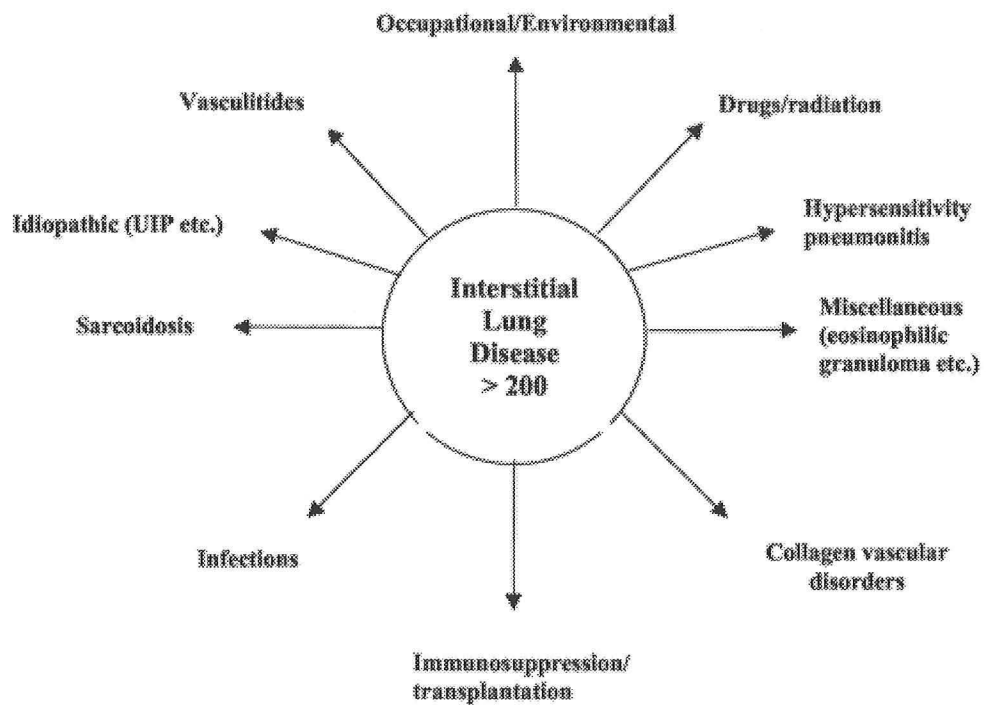 Occupational/Environmental
Vasculitides
Drugs/radiation
Idiopathic (UIP etc.)
Hypersensitivity
pneumonitis
Interstitial
Lung
Disease
> 200
Sarcoidosis
Miscellaneous
(eosinophilic
granuloma etc.)
Infections
Collagen vascular
disorders
Immunosuppression/
transplantation